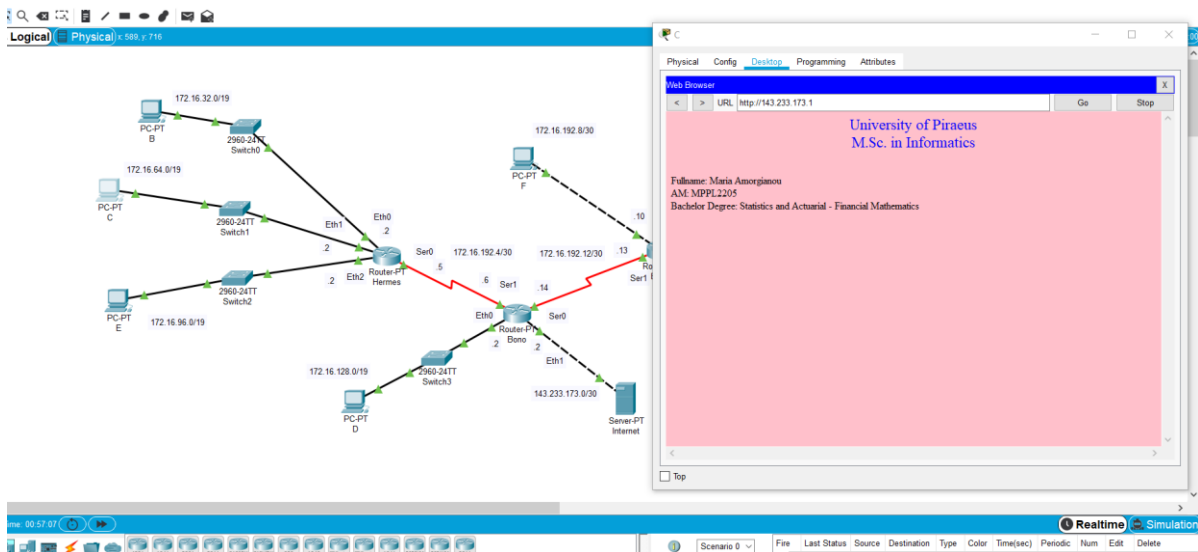 Logical Physical x: 589, y: 716
C
Physical Config Desktop Programming Attributes
Web Browser X
< > URL http://143.233.173.1 Go Stop
University of Piraeus
M.Sc. in Informatics
Fullname: Maria Amorgianou
AM: MPPL2205
Bachelor Degree: Statistics and Actuarial - Financial Mathematics
Top
172.16.32.0/19
PC-PT
B
2960-24TT
Switch0
172.16.64.0/19
PC-PT
C
2960-24TT
Switch1
Eth1
Eth0
.2
.2
.2
Eth2
Router-PT
Hermes
2960-24TT
Switch2
PC-PT
E
172.16.96.0/19
Ser0
.5
172.16.192.4/30
.6
Ser1
172.16.192.8/30
PC-PT
F
.10
172.16.192.12/30
.13
Ser1
.14
Ser0
Eth0
Router-PT
Bono
.2
.2
Eth1
172.16.128.0/19
2960-24TT
Switch3
PC-PT
D
143.233.173.0/30
Server-PT
Internet
ime: 00:57:07
Realtime Simulation
Scenario 0
Fire Last Status Source Destination Type Color Time(sec) Periodic Num Edit Delete